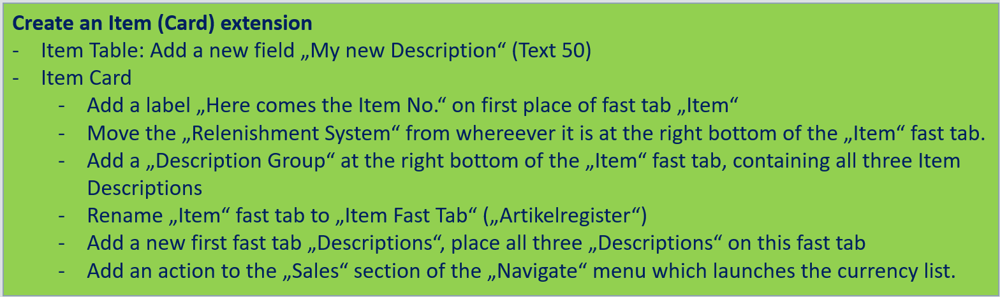 Create an Item (Card) extension
- Item Table: Add a new field „My new Description“ (Text 50)
- Item Card
- Add a label „Here comes the Item No.“ on first place of fast tab „Item“
- Move the „Relenishment System“ from whereever it is at the right bottom of the „Item“ fast tab.
- Add a „Description Group“ at the right bottom of the „Item“ fast tab, containing all three Item
Descriptions
- Rename „Item“ fast tab to „Item Fast Tab“ („Artikelregister“)
- Add a new first fast tab „Descriptions“, place all three „Descriptions“ on this fast tab
- Add an action to the „Sales“ section of the „Navigate“ menu which launches the currency list.